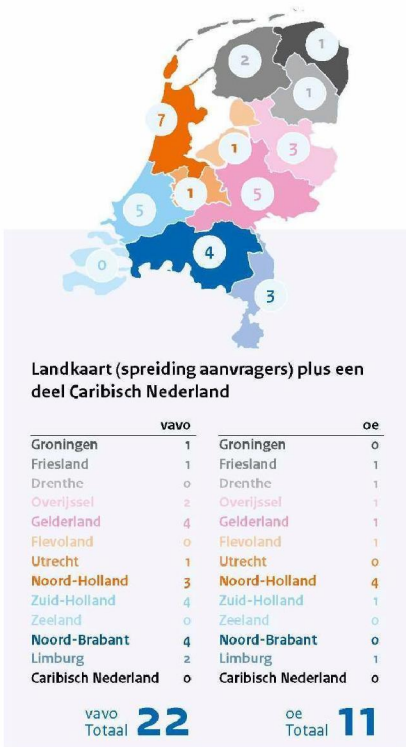 1
2
1
7
1
3
1
5
5
4
0
3
Landkaart (spreiding aanvragers) plus een
deel Caribisch Nederland
vavo
Groningen 1
Friesland 1
Drenthe 0
Overijssel 2
Gelderland 4
Flevoland 0
Utrecht 1
Noord-Holland 3
Zuid-Holland 4
Zeeland 0
Noord-Brabant 4
Limburg 2
Caribisch Nederland 0
vavo
Totaal 22
oe
Groningen 0
Friesland 1
Drenthe 1
Overijssel 1
Gelderland 1
Flevoland 1
Utrecht 0
Noord-Holland 4
Zuid-Holland 1
Zeeland 0
Noord-Brabant 0
Limburg 1
Caribisch Nederland 0
oe
Totaal 11